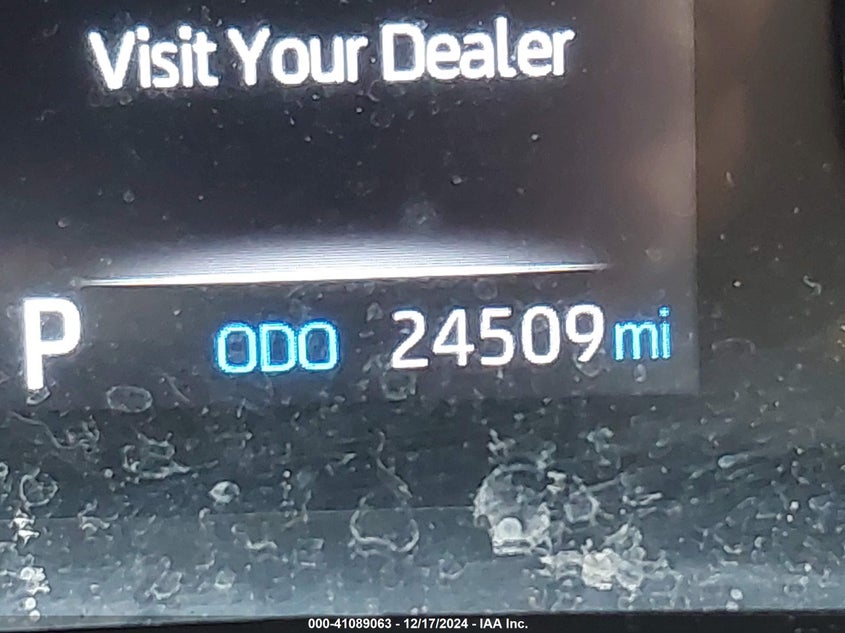 Visit Your Dealer
P ODO 24509 mi
000-41089063 - 12/17/2024 - IAA Inc.